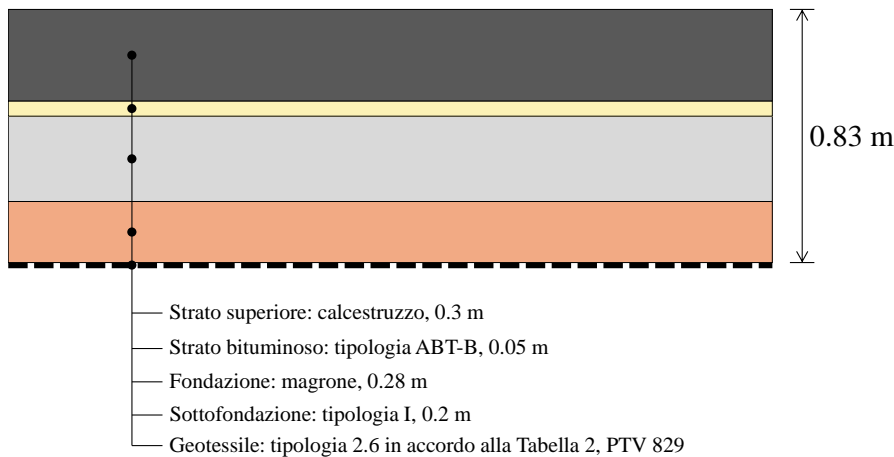 0.83 m
Strato superiore: calcestruzzo, 0.3 m
Strato bituminoso: tipologia ABT-B, 0.05 m
Fondazione: magrone, 0.28 m
Sottofondazione: tipologia I, 0.2 m
Geotessile: tipologia 2.6 in accordo alla Tabella 2, PTV 829